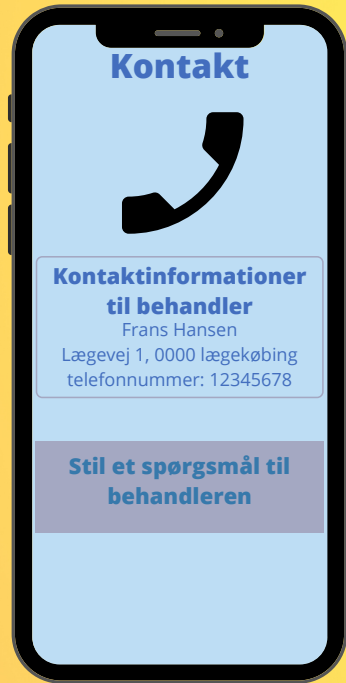 Kontakt
Kontaktinformationer
til behandler
Frans Hansen
Lægevej 1, 0000 lægekøbing
telefonnummer: 12345678
Stil et spørgsmål til
behandleren